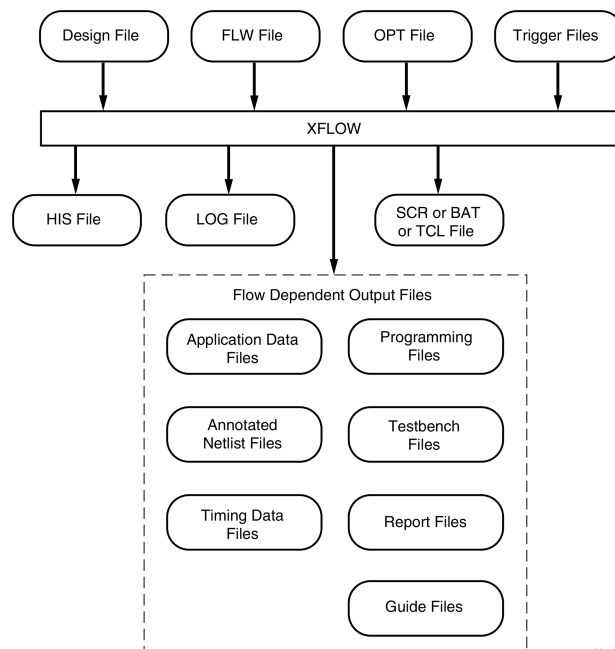 Design File
FLW File
OPT File
Trigger Files
XFLOW
HIS File
LOG File
SCR or BAT
or TCL File
Flow Dependent Output Files
Application Data
Files
Programming
Files
Annotated
Netlist Files
Testbench
Files
Timing Data
Files
Report Files
Guide Files